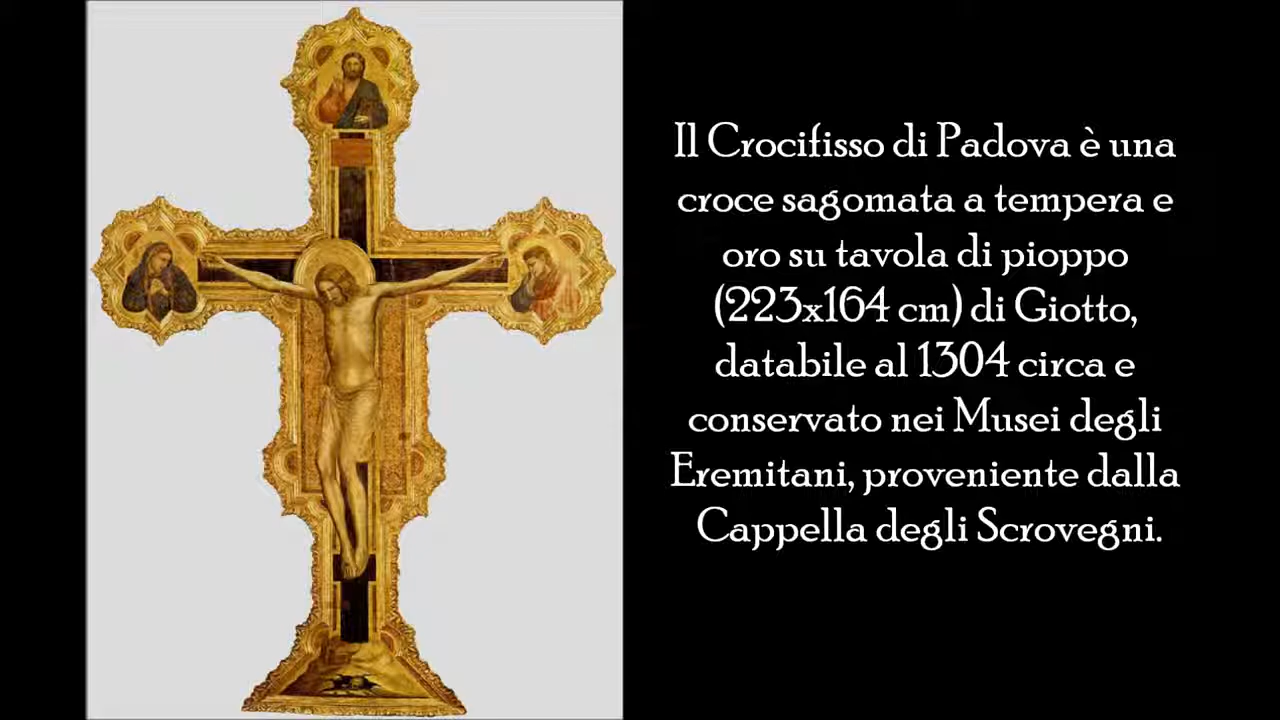 Il Crocifisso di Padova è una
croce sagomata a tempera e
oro su tavola di pioppo
(223x164 cm) di Giotto,
databile al 1304 circa e
conservato nei Musei degli
Eremitani, proveniente dalla
Cappella degli Scrovegni.